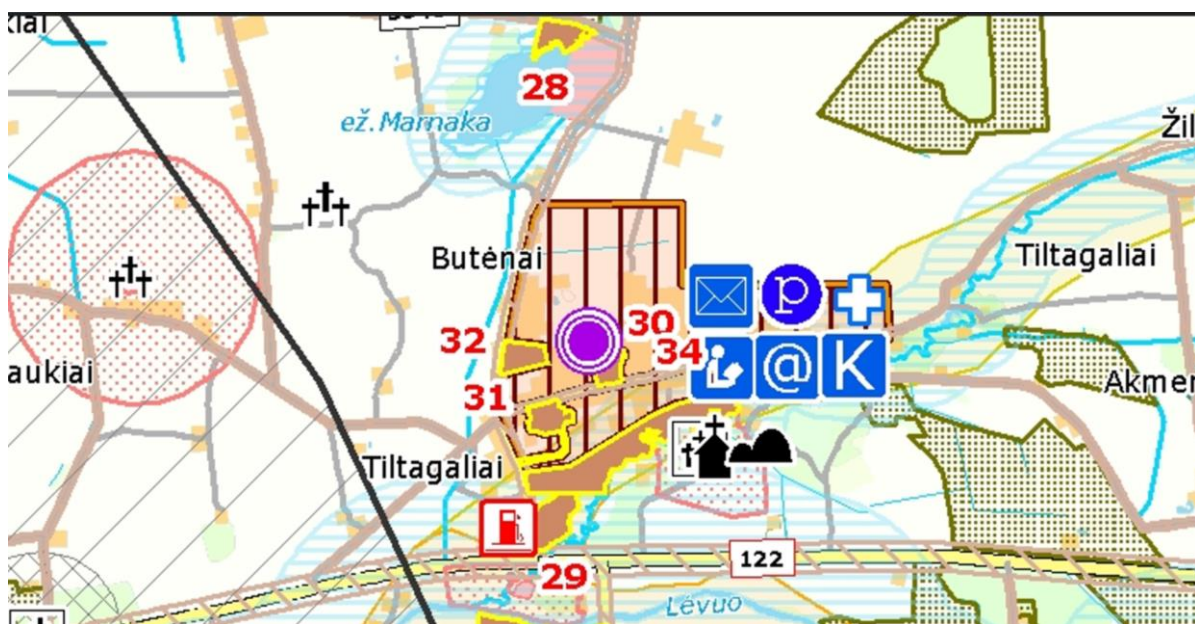 28
ež.Marnaka
Žil
Butėnai
Tiltagaliai
p
32
30
34
@
K
aukiai
31
Akmer
Tiltagaliai
122
29
Lėvuo